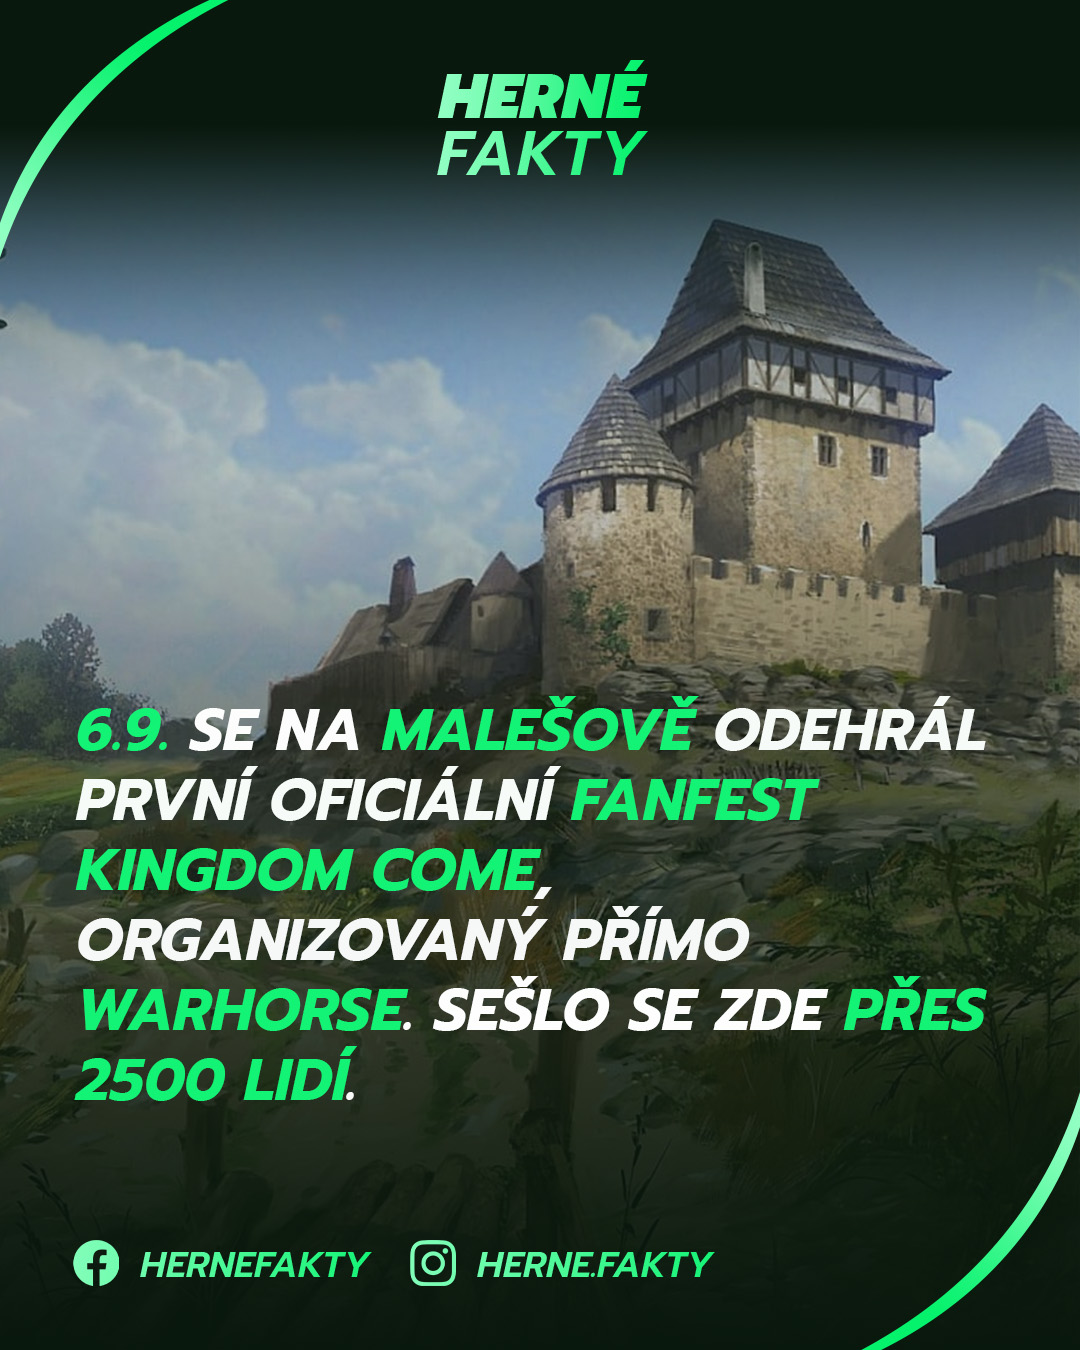 HERNÉ
FAKTY
6.9. SE NA MALEŠOVĚ ODEHRÁL
PRVNÍ OFICIÁLNÍ FANFEST
KINGDOM COME,
ORGANIZOVANÝ PŘÍMO
WARHORSE. SEŠLO SE ZDE PŘES
2500 LIDÍ.
HERNEFAKTY HERNE.FAKTY